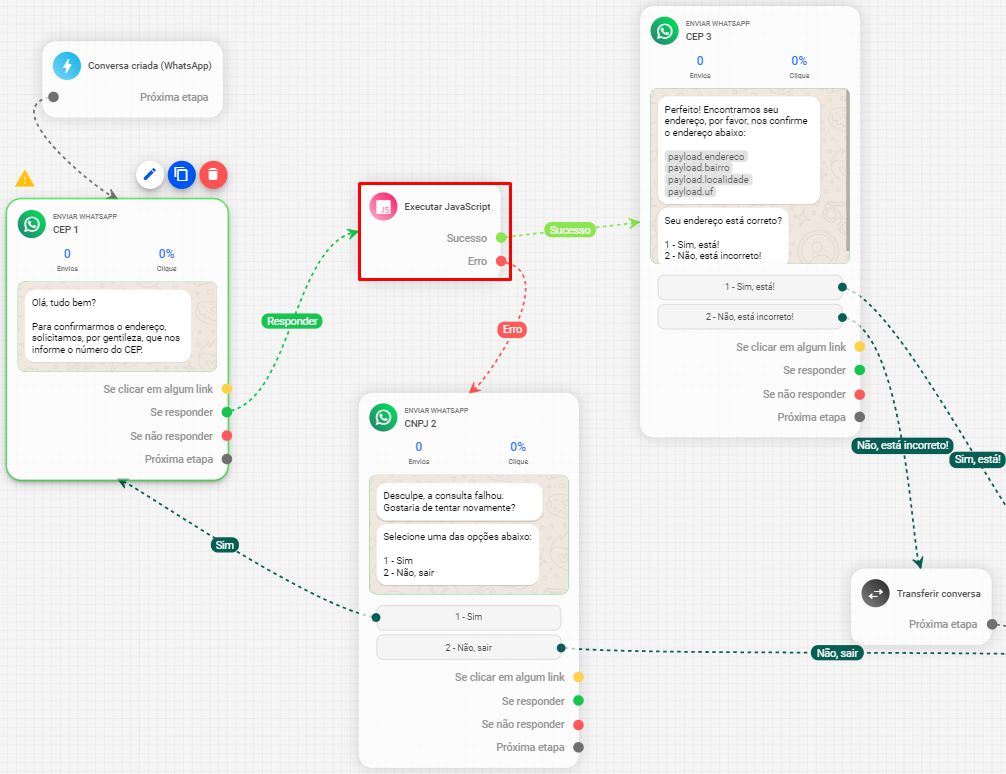 Conversa criada (WhatsApp)
Próxima etapa
ENVIAR WHATSAPP
CEP 1
0
0%
Envios
Clique
Olá, tudo bem?
Para confirmarmos o endereço,
solicitamos, por gentileza, que nos
informe o número do CEP.
Se clicar em algum link
Se responder
Se não responder
Próxima etapa
Responder
JS
Executar JavaScript
Sucesso
Erro
Sucesso
Erro
ENVIAR WHATSAPP
CEP 3
0
0%
Envios
Clique
Perfeito! Encontramos seu
endereço, por favor, nos confirme
o endereço abaixo:
payload.endereco
payload.bairro
payload.localidade
payload.uf
Seu endereço está correto?
1 - Sim, está!
2 - Não, está incorreto!
1 - Sim, está!
2 - Não, está incorreto!
Se clicar em algum link
Se responder
Se não responder
Próxima etapa
Não, está incorreto!
Sim, está!
ENVIAR WHATSAPP
CNPJ 2
0
0%
Envios
Clique
Desculpe, a consulta falhou.
Gostaria de tentar novamente?
Selecione uma das opções abaixo:
1 - Sim
2 - Não, sair
1 - Sim
2 - Não, sair
Se clicar em algum link
Se responder
Se não responder
Próxima etapa
Sim
Não, sair
Transferir conversa
Próxima etapa